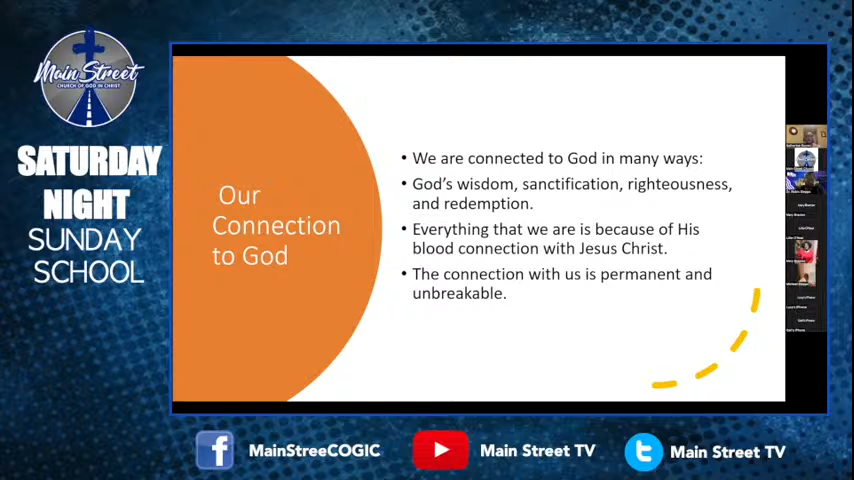 Main Street
CHURCH OF GOD IN CHRIST
SATURDAY
NIGHT
SUNDAY
SCHOOL
Our
Connection
to God
• We are connected to God in many ways:
• God's wisdom, sanctification, righteousness,
and redemption.
• Everything that we are is because of His
blood connection with Jesus Christ.
• The connection with us is permanent and
unbreakable.
MainStreeCOGIC
Main Street TV
Main Street TV